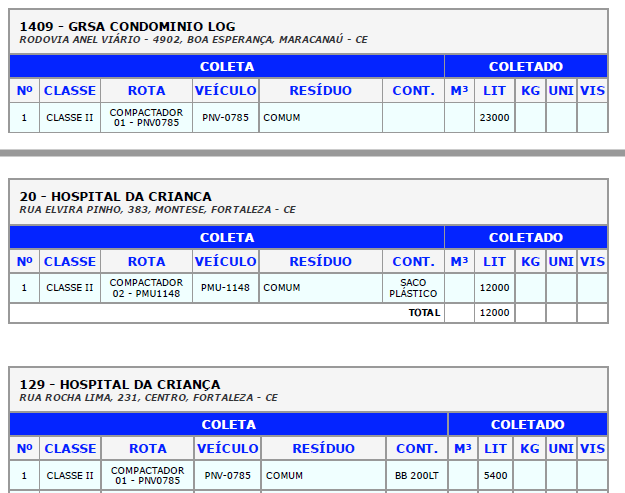 1409 - GRSA CONDOMINIO LOG
RODOVIA ANEL VIÁRIO - 4902, BOA ESPERANÇA, MARACANAÚ - CE
COLETA COLETADO
Nº CLASSE ROTA VEÍCULO RESÍDUO CONT. M³ LIT KG UNI VIS
1 CLASSE II COMPACTADOR 01 - PNV0785 PNV-0785 COMUM 23000
20 - HOSPITAL DA CRIANCA
RUA ELVIRA PINHO, 383, MONTESE, FORTALEZA - CE
COLETA COLETADO
Nº CLASSE ROTA VEÍCULO RESÍDUO CONT. M³ LIT KG UNI VIS
1 CLASSE II COMPACTADOR 02 - PMU1148 PMU-1148 COMUM SACO PLÁSTICO 12000
TOTAL 12000
129 - HOSPITAL DA CRIANÇA
RUA ROCHA LIMA, 231, CENTRO, FORTALEZA - CE
COLETA COLETADO
Nº CLASSE ROTA VEÍCULO RESÍDUO CONT. M³ LIT KG UNI VIS
1 CLASSE II COMPACTADOR 01 - PNV0785 PNV-0785 COMUM BB 200LT 5400